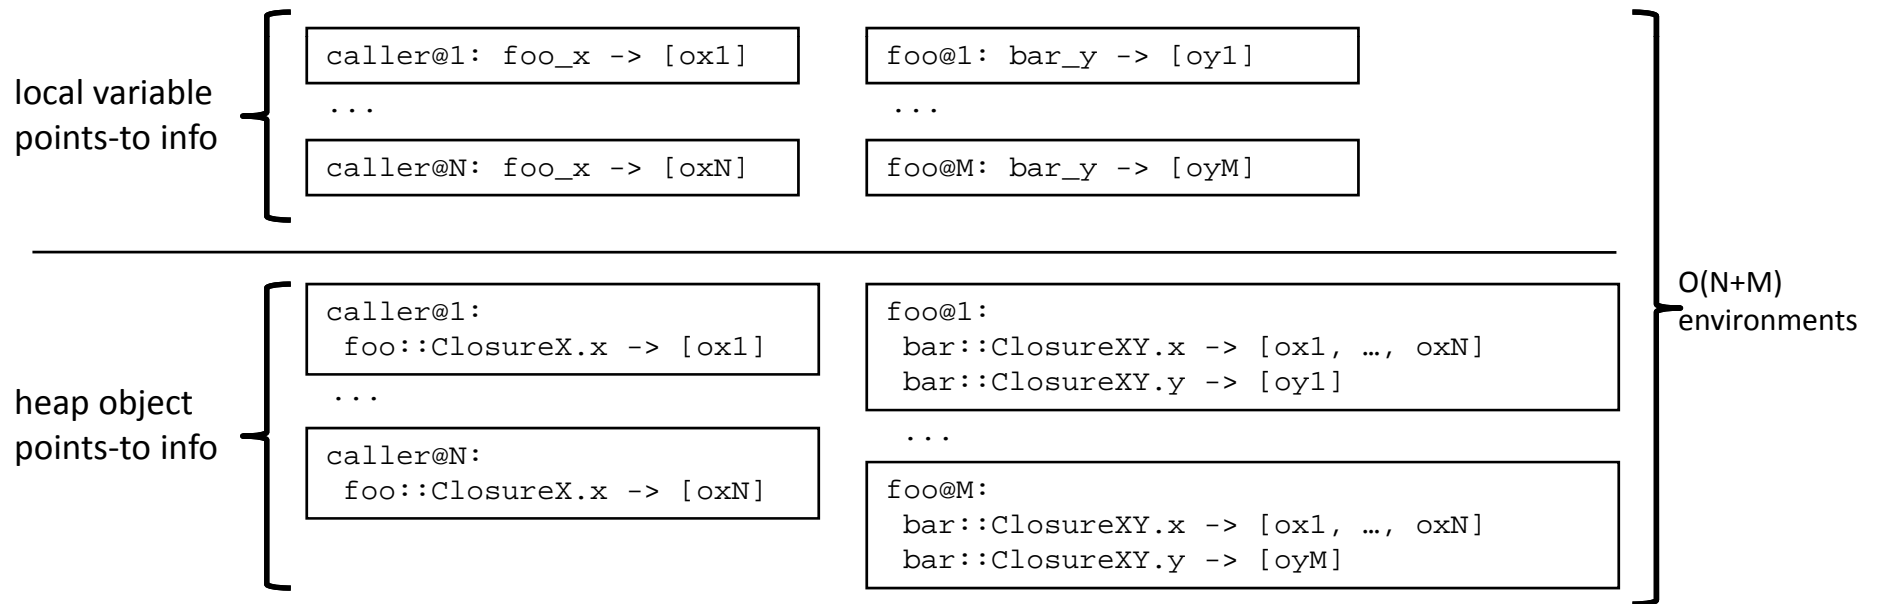 local variable
points-to info
caller@1: foo_x -> [ox1]
...
caller@N: foo_x -> [oxN]
foo@1: bar_y -> [oy1]
...
foo@M: bar_y -> [oyM]
heap object
points-to info
caller@1:
foo::ClosureX.x -> [ox1]
...
caller@N:
foo::ClosureX.x -> [oxN]
foo@1:
bar::ClosureXY.x -> [ox1, …, oxN]
bar::ClosureXY.y -> [oy1]
...
foo@M:
bar::ClosureXY.x -> [ox1, …, oxN]
bar::ClosureXY.y -> [oyM]
O(N+M)
environments